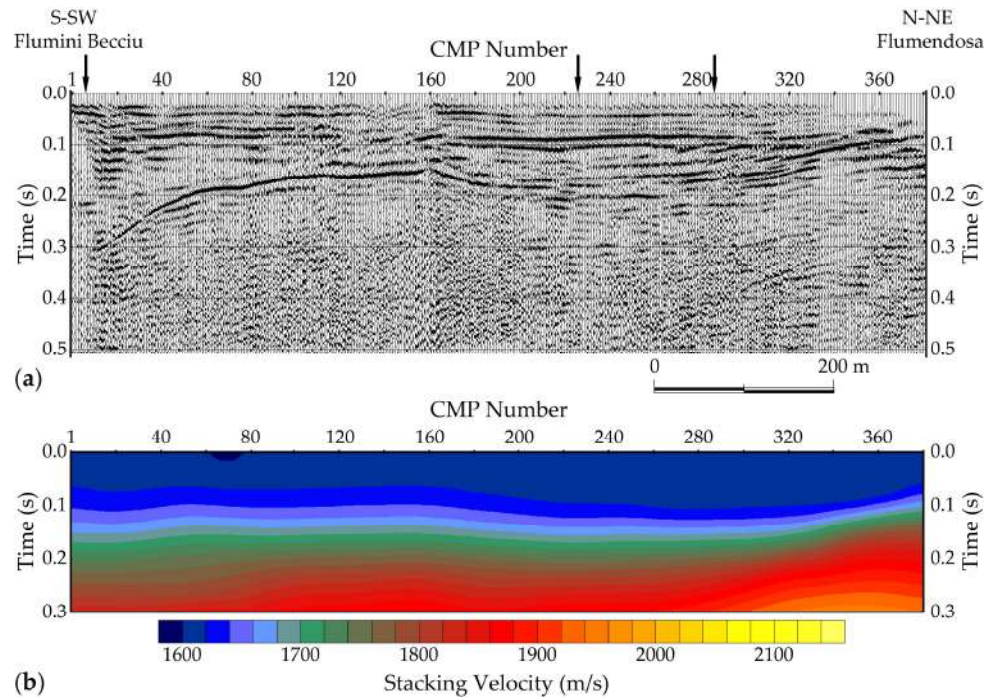 S-SW N-NE
Flumini Becciu CMP Number Flumendosa
1 40 80 120 160 200 240 280 320 360
0.0 0.0
0.1 0.1
0.2 0.2
Time (s) Time (s)
0.3 0.3
0.4 0.4
0.5 0.5
(a) 0 200 m
CMP Number
1 40 80 120 160 200 240 280 320 360
0.0 0.0
0.1 0.1
Time (s) Time (s)
0.2 0.2
0.3 0.3
1600 1700 1800 1900 2000 2100
(b) Stacking Velocity (m/s)